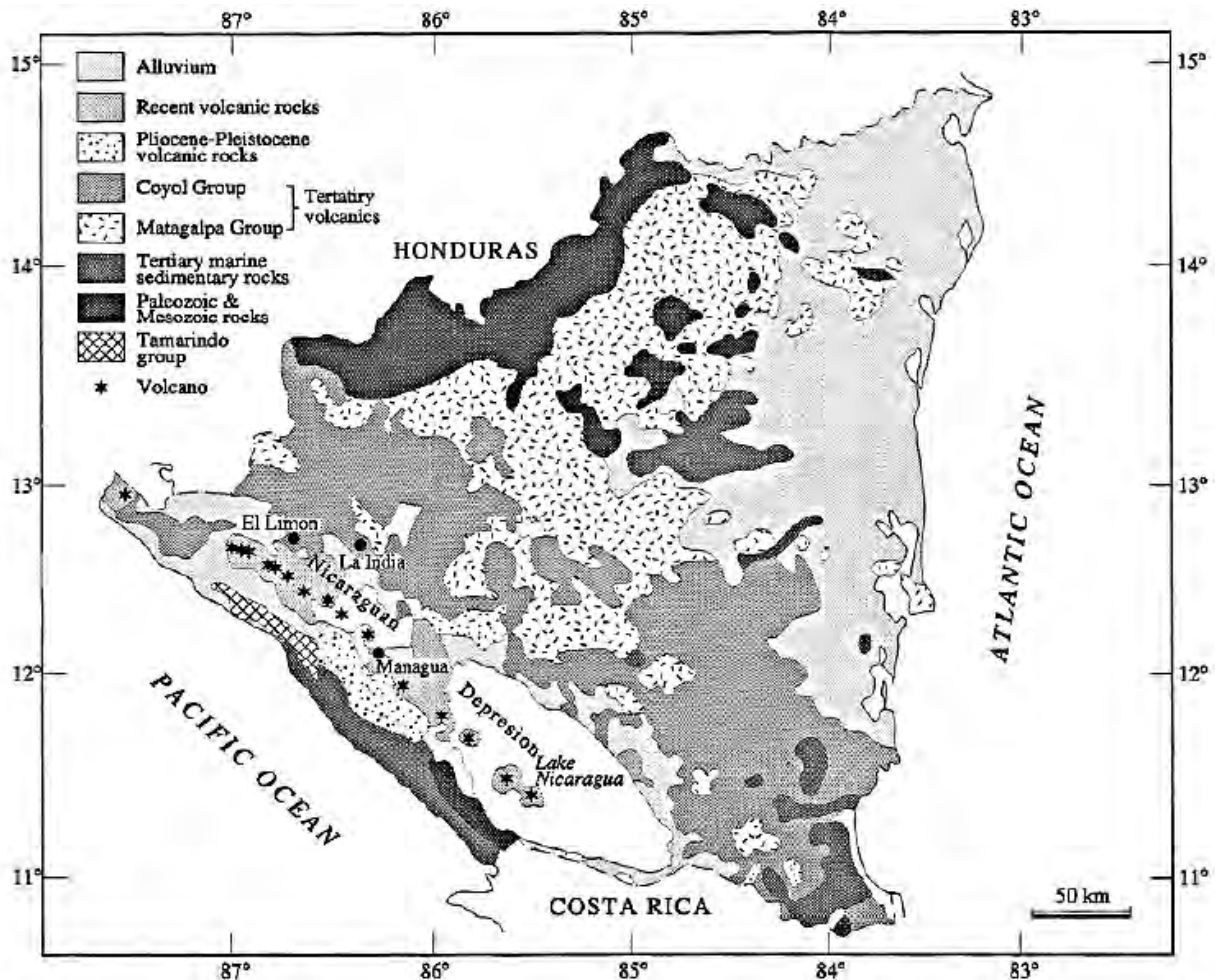 87°
86°
85°
84°
83°
15°
15°
Alluvium
Recent volcanic rocks
Pliocene-Pleistocene
volcanic rocks
Coyol Group
Matagalpa Group
Tertatiry
volcanics
Tertiary marine
sedimentary rocks
Paleozoic &
Mesozoic rocks
Tamarindo
group
Volcano
HONDURAS
14°
14°
13°
13°
El Limon
La India
Nicaraguan
Managua
Depresion
Lake
Nicaragua
12°
12°
PACIFIC OCEAN
ATLANTIC OCEAN
11°
11°
COSTA RICA
50 km
87°
86°
85°
84°
83°